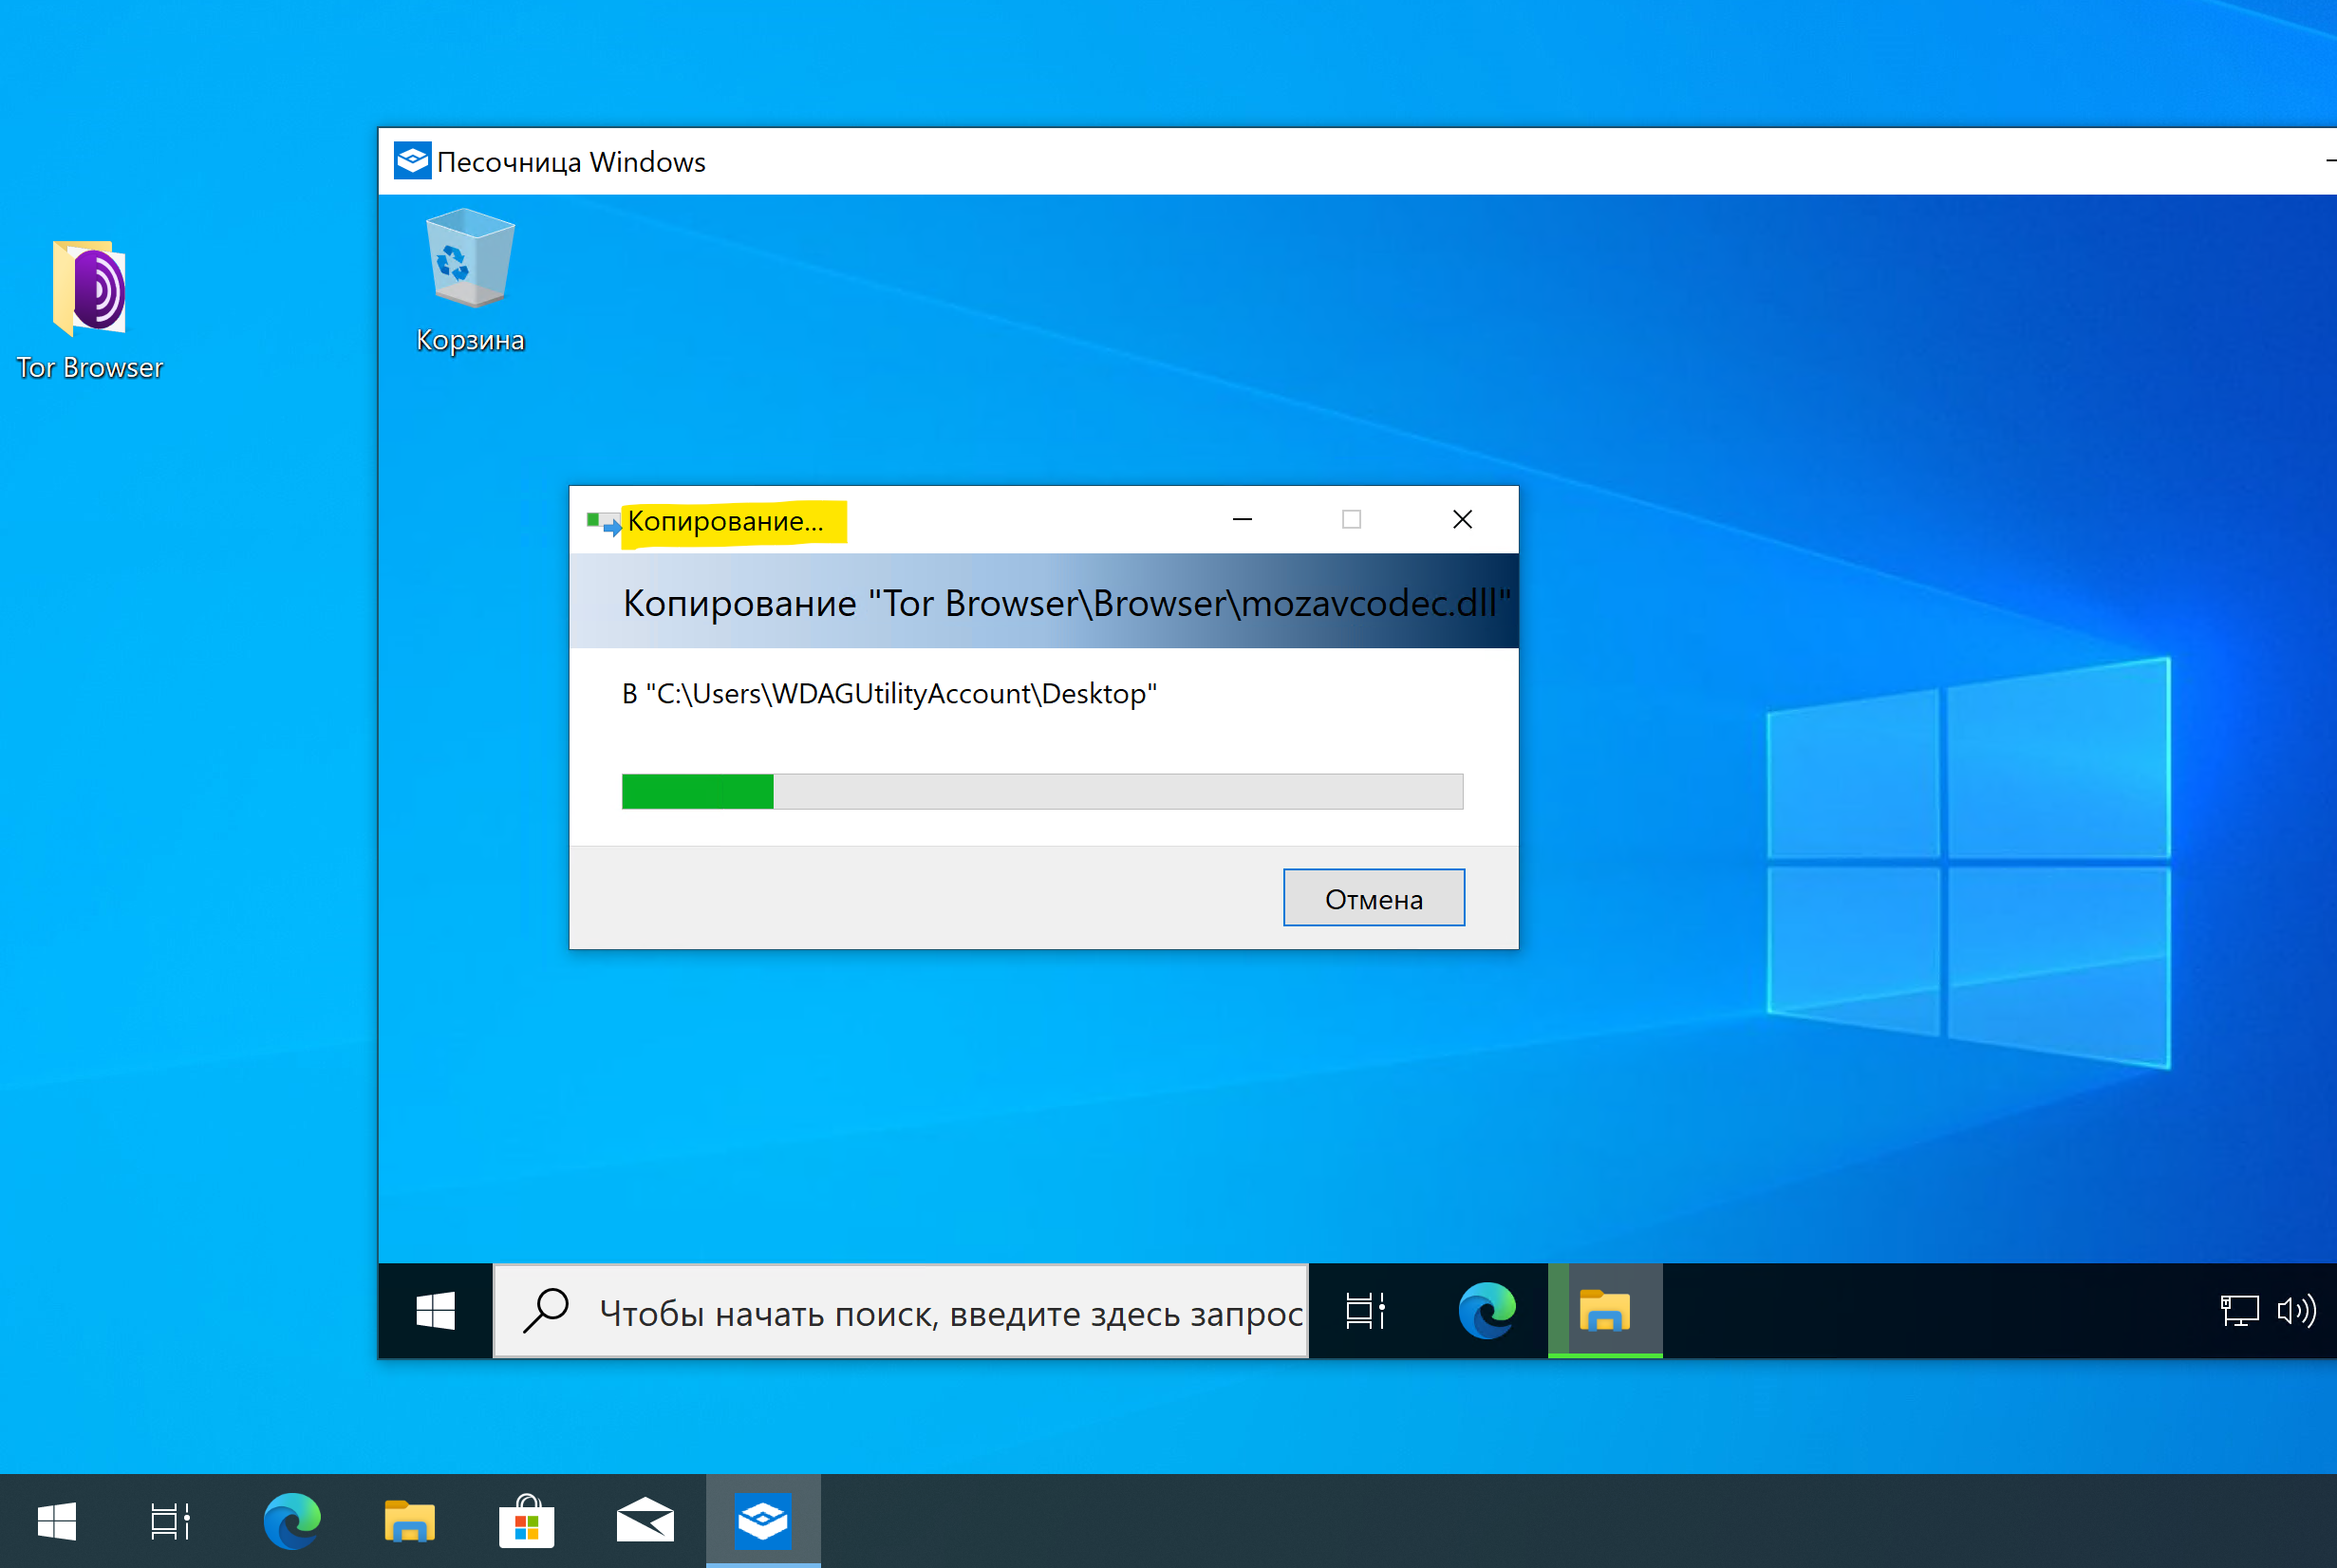 Песочница Windows
Корзина
Tor Browser
Копирование...
Копирование "Tor Browser\Browser\mozavcodec.dll"
В "C:\Users\WDAGUtilityAccount\Desktop"
Отмена
Чтобы начать поиск, введите здесь запрос